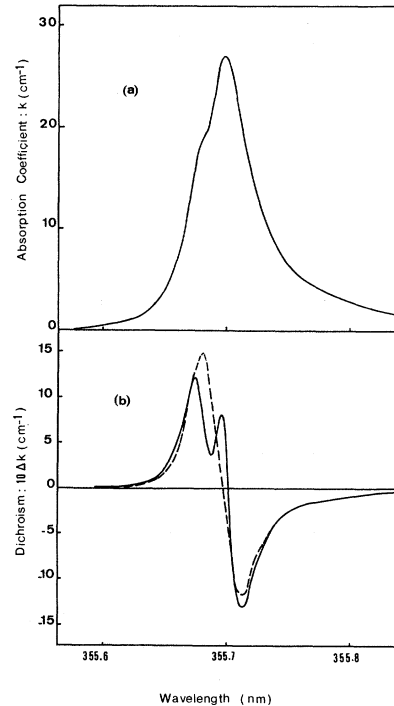 30
20
10
0
Absorption Coefficient : k (cm⁻¹)
(a)
15
10
5
0
-5
-10
-15
Dichroism : 10 Δk (cm⁻¹)
(b)
355.6 355.7 355.8
Wavelength (nm)